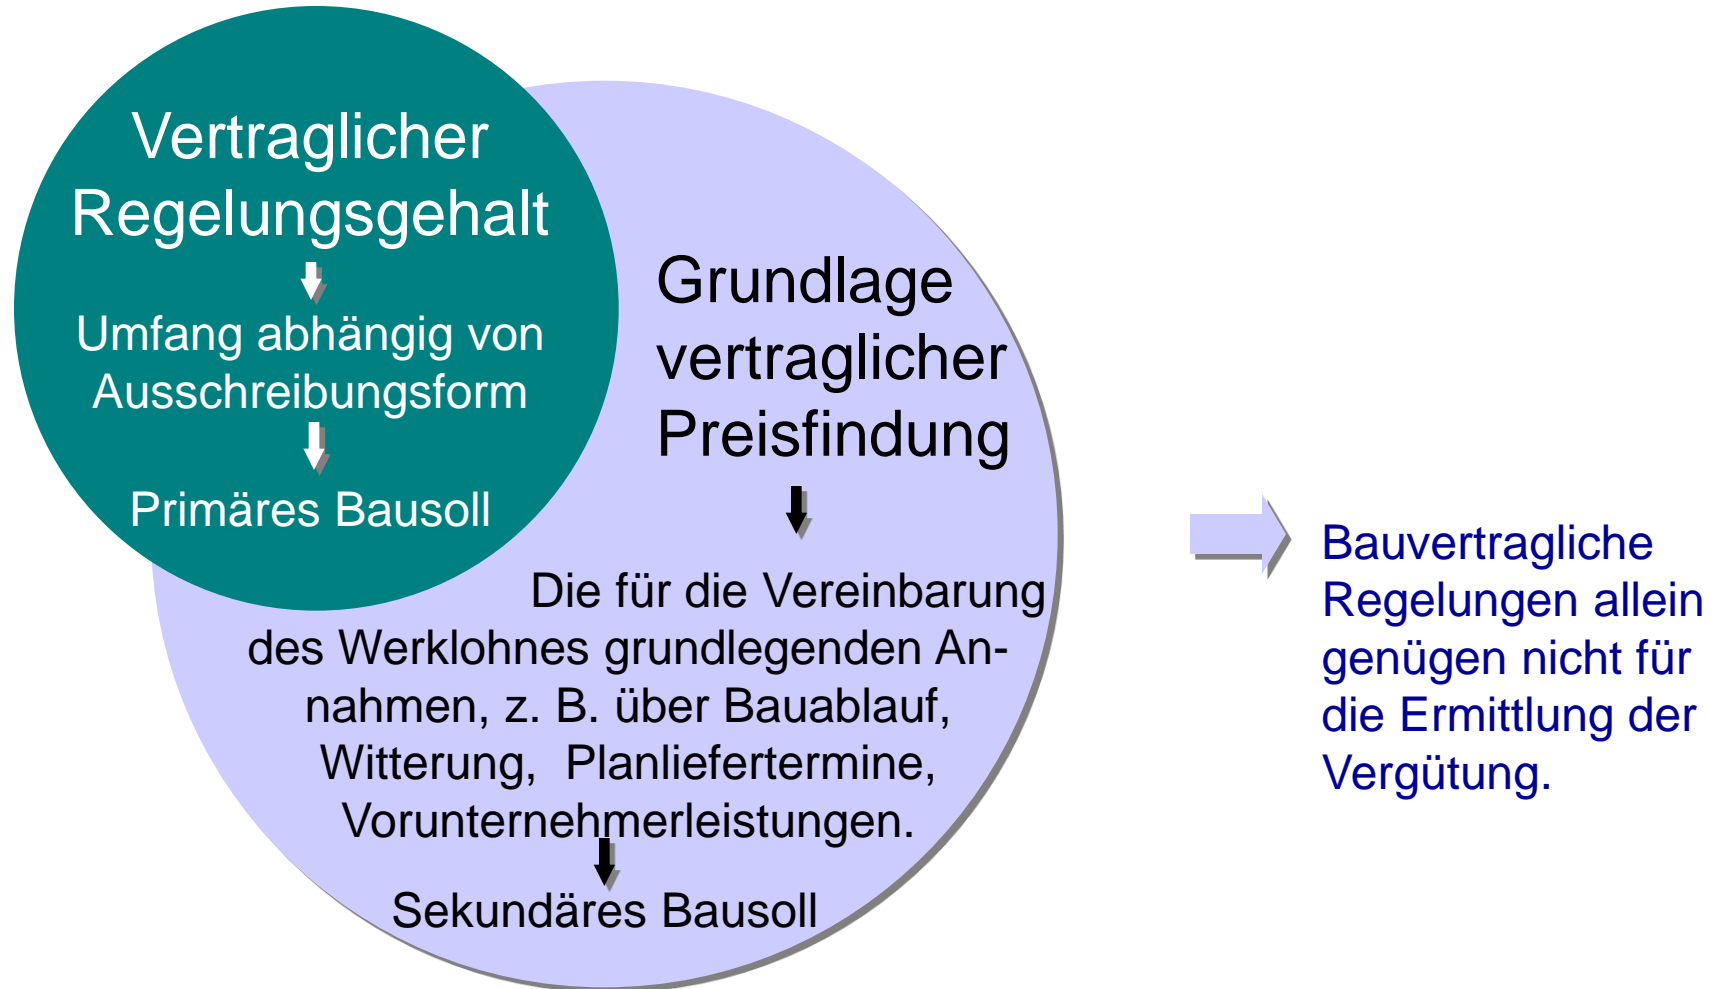 Vertraglicher
Regelungsgehalt
Umfang abhängig von
Ausschreibungsform
Primäres Bausoll
Grundlage
vertraglicher
Preisfindung
Die für die Vereinbarung
des Werklohnes grundlegenden An-
nahmen, z. B. über Bauablauf,
Witterung, Planliefertermine,
Vorunternehmerleistungen.
Sekundäres Bausoll
Bauvertragliche
Regelungen allein
genügen nicht für
die Ermittlung der
Vergütung.